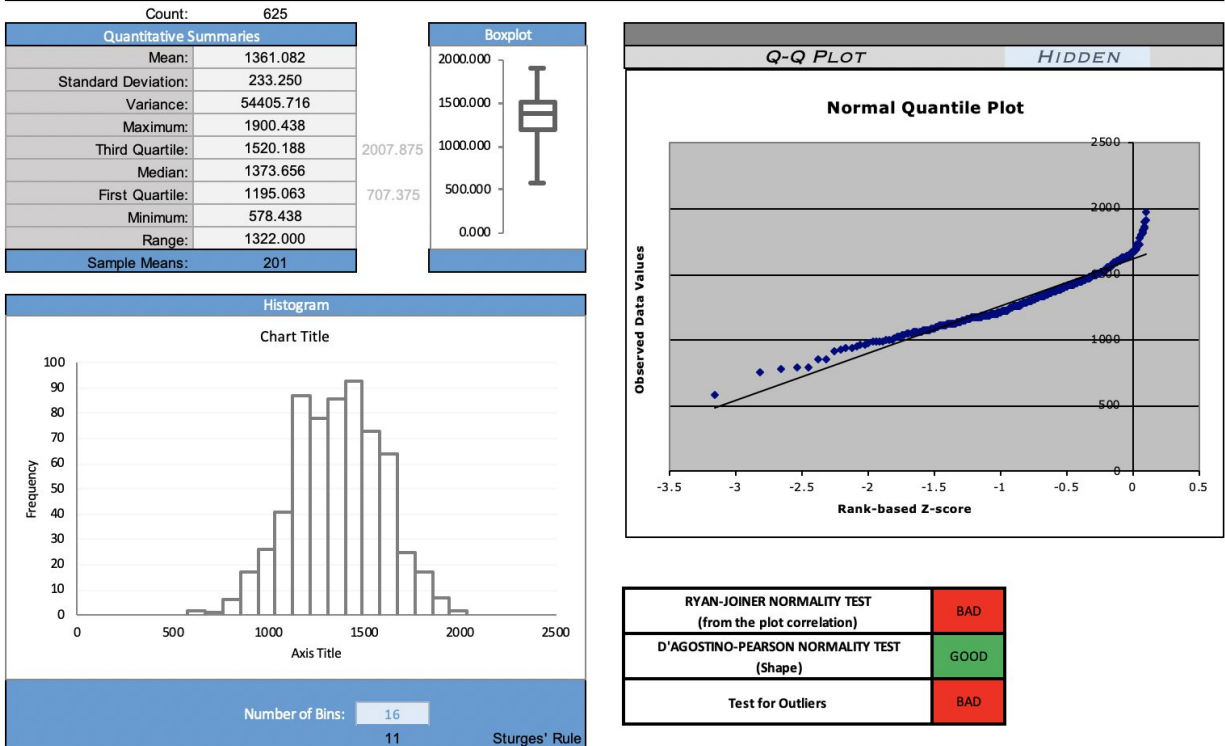 Count: 625
Quantitative Summaries
Mean: 1361.082
Standard Deviation: 233.250
Variance: 54405.716
Maximum: 1900.438
Third Quartile: 1520.188 2007.875
Median: 1373.656
First Quartile: 1195.063 707.375
Minimum: 578.438
Range: 1322.000
Sample Means: 201
Boxplot
2000.000
1500.000
1000.000
500.000
0.000
Histogram
Chart Title
100
90
80
70
60
50
40
30
20
10
0
Frequency
0 500 1000 1500 2000 2500
Axis Title
Number of Bins: 16
11 Sturges' Rule
Q-Q PLOT HIDDEN
Normal Quantile Plot
2500
2000
1500
1000
500
0
Observed Data Values
-3.5 -3 -2.5 -2 -1.5 -1 -0.5 0 0.5
Rank-based Z-score
RYAN-JOINER NORMALITY TEST
(from the plot correlation)
BAD
D'AGOSTINO-PEARSON NORMALITY TEST
(Shape)
GOOD
Test for Outliers
BAD